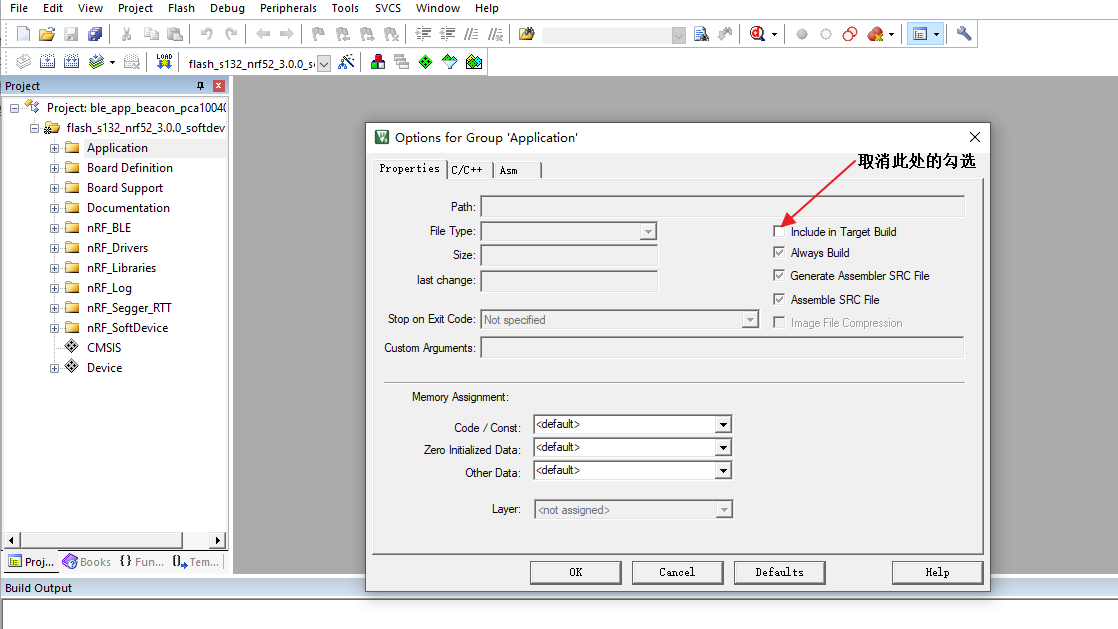 File Edit View Project Flash Debug Peripherals Tools SVCS Window Help
LOAD
flash_s132_nrf52_3.0.0_s
Project
Project: ble_app_beacon_pca1004
flash_s132_nrf52_3.0.0_softdev
Application
Board Definition
Board Support
Documentation
nRF_BLE
nRF_Drivers
nRF_Libraries
nRF_Log
nRF_Segger_RTT
nRF_SoftDevice
CMSIS
Device
Proj... Books {} Fun... Tem...
Build Output
Options for Group 'Application'
取消此处的勾选
Properties C/C++ Asm
Path:
File Type:
Size:
last change:
Include in Target Build
Always Build
Generate Assembler SRC File
Assemble SRC File
Image File Compression
Stop on Exit Code: Not specified
Custom Arguments:
Memory Assignment:
Code / Const: <default>
Zero Initialized Data: <default>
Other Data: <default>
Layer: <not assigned>
OK Cancel Defaults Help